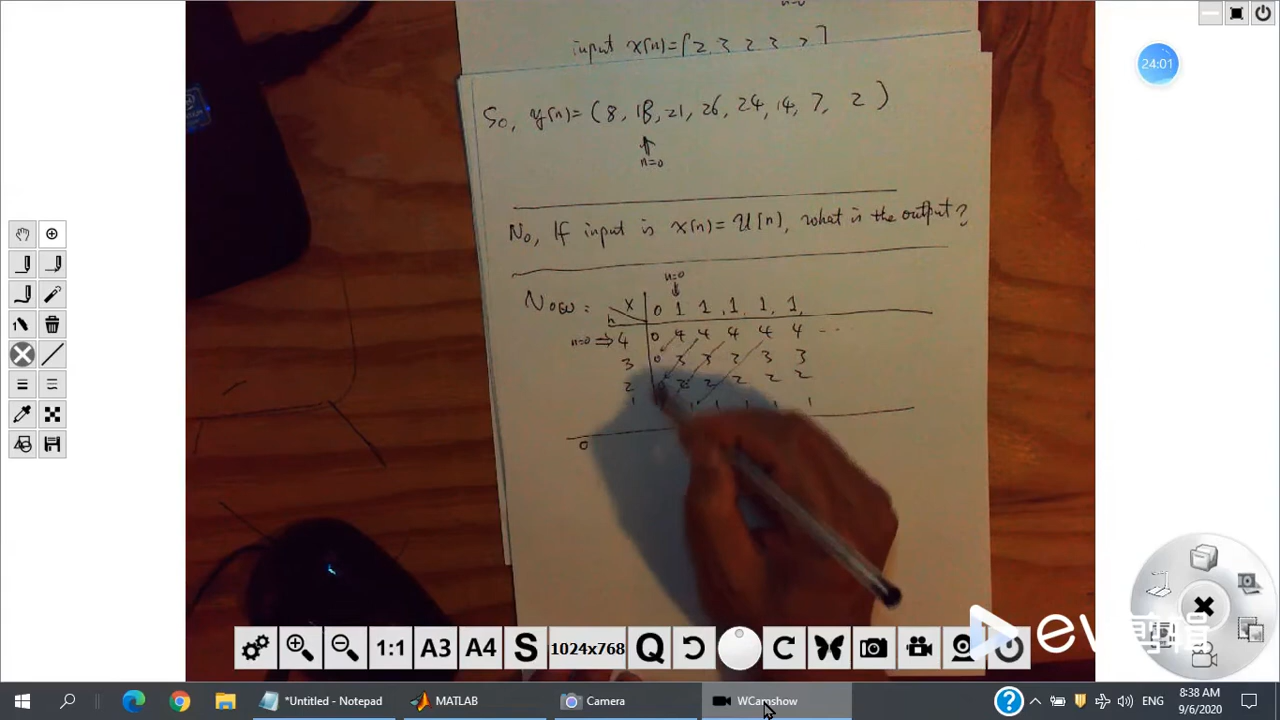 24:01
input x(n)=[2 3 2 3 2]
So, y(n)=(8, 18, 21, 26, 24, 14, 7, 2)
n=0
No, If input is x(n)=U[n], what is the output?
n=0
Now: x 0 1 1, 1, 1, 1,
h
n=0 ⇒ 4 0 4 4 4 4 4 ...
3 0 3 3 3 3 3
2 2 2 2 2 2
1 1 1 1 1 1
0
1:1 A3 A4 S 1024x768 Q
*Untitled - Notepad MATLAB Camera WCamshow ENG 8:38 AM
9/6/2020